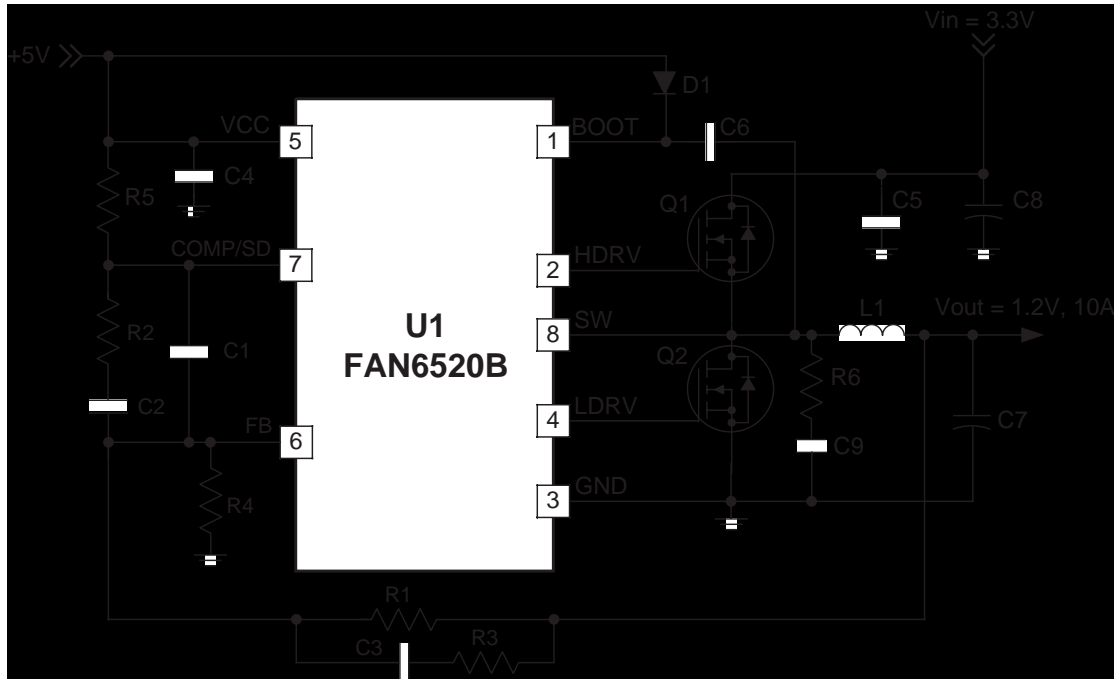 Vin = 3.3V
+5V
D1
VCC
5
1
BOOT
C6
C4
R5
Q1
C5
C8
COMP/SD
7
2
HDRV
U1
FAN6520B
8
SW
L1
Vout = 1.2V, 10A
R2
C1
Q2
R6
C2
FB
6
4
LDRV
C7
C9
R4
3
GND
R1
C3
R3